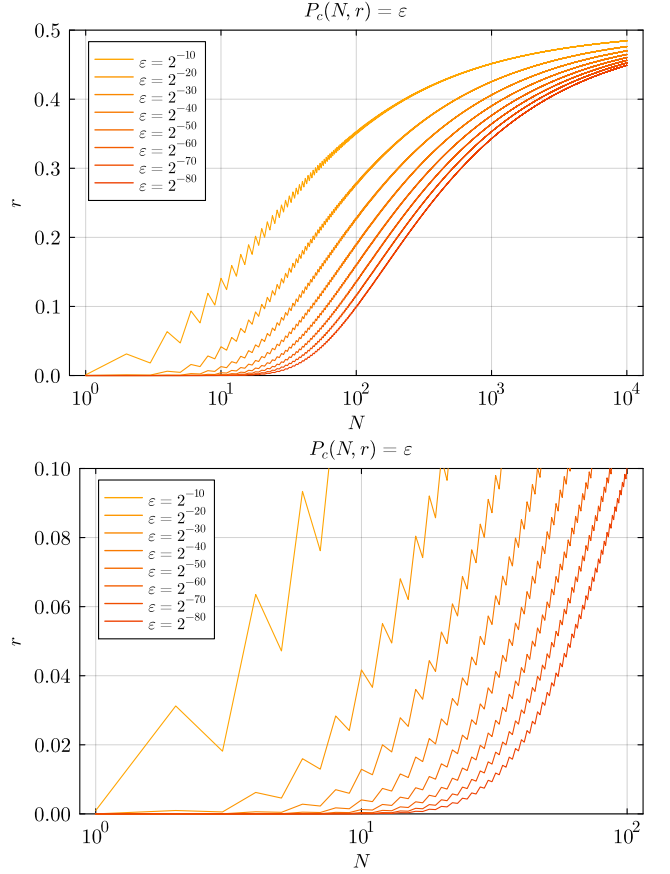 P_c(N, r) = ε
0.5
0.4
0.3
0.2
0.1
0.0
r
ε = 2^{-10}
ε = 2^{-20}
ε = 2^{-30}
ε = 2^{-40}
ε = 2^{-50}
ε = 2^{-60}
ε = 2^{-70}
ε = 2^{-80}
10^0 10^1 10^2 10^3 10^4
N
P_c(N, r) = ε
0.10
0.08
0.06
0.04
0.02
0.00
r
ε = 2^{-10}
ε = 2^{-20}
ε = 2^{-30}
ε = 2^{-40}
ε = 2^{-50}
ε = 2^{-60}
ε = 2^{-70}
ε = 2^{-80}
10^0 10^1 10^2
N